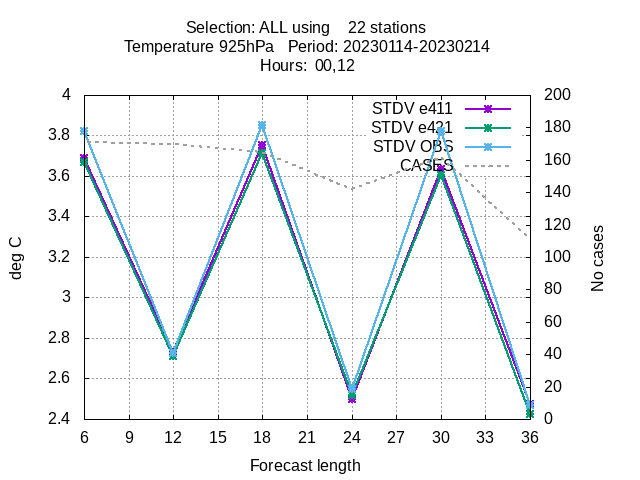 Selection: ALL using    22 stations
Temperature 925hPa   Period: 20230114-20230214
Hours:  00,12
STDV e411
STDV e421
STDV OBS
CASES
4
3.8
3.6
3.4
3.2
3
2.8
2.6
2.4
deg C
200
180
160
140
120
100
80
60
40
20
0
No cases
6 9 12 15 18 21 24 27 30 33 36
Forecast length